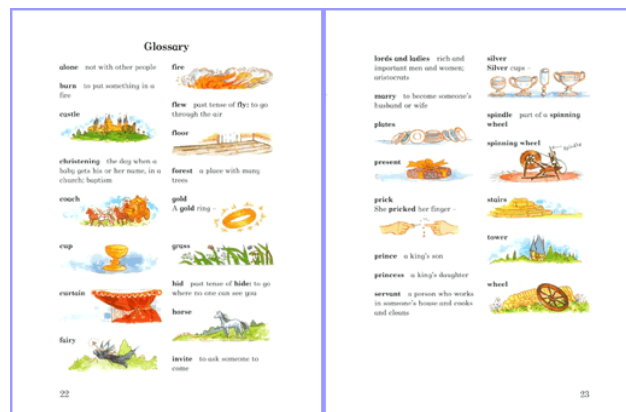 Glossary
alone not with other people
burn to put something in a
fire
castle
christening the day when a
baby gets his or her name, in a
church; baptism
coach
cup
curtain
fairy
fire
flew past tense of fly: to go
through the air
floor
forest a place with many
trees
gold
A gold ring –
grass
hid past tense of hide: to go
where no one can see you
horse
invite to ask someone to
come
22
lords and ladies rich and
important men and women;
aristocrats
marry to become someone's
husband or wife
plates
present
prick
She pricked her finger –
prince a king's son
princess a king's daughter
servant a person who works
in someone's house and cooks
and cleans
silver
Silver cups –
spindle part of a spinning
wheel
spinning wheel
spindle
stairs
tower
wheel
23